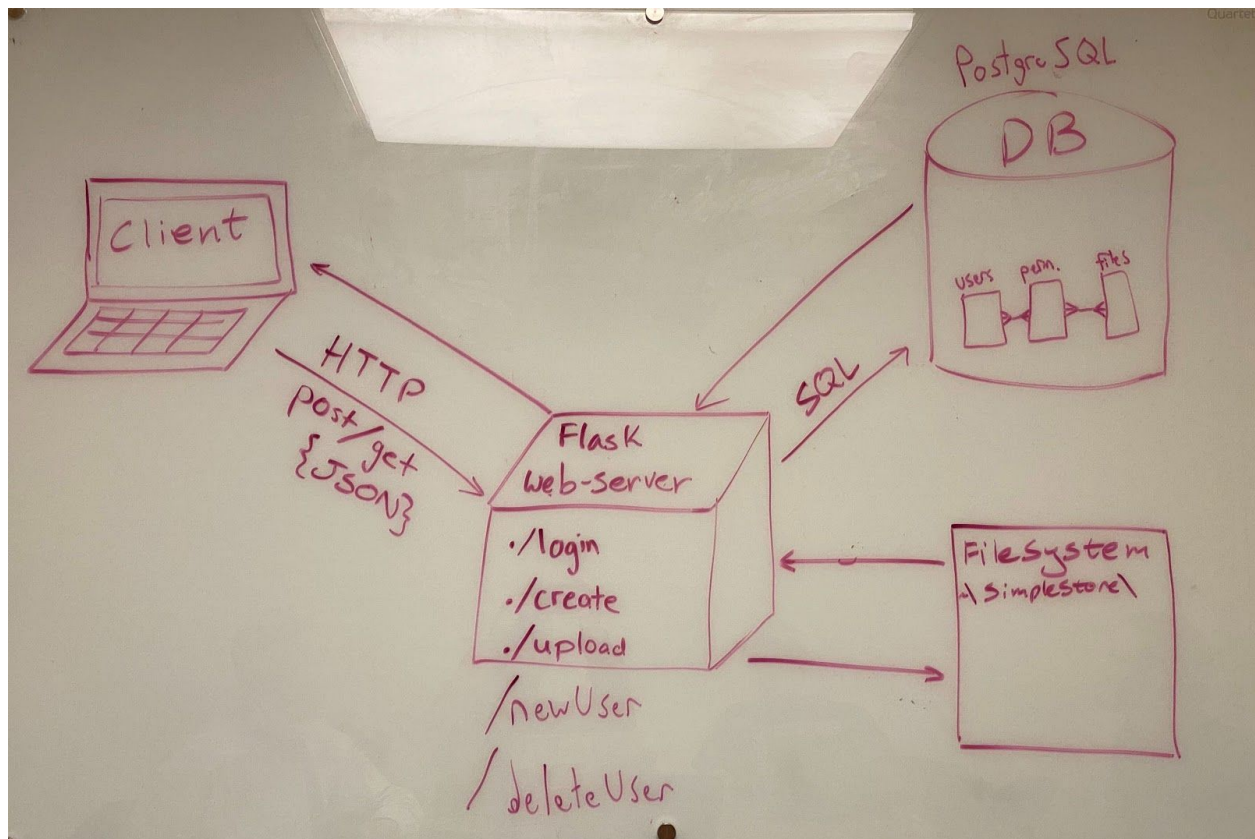 Quartet
PostgreSQL
DB
Client
users
perm.
files
HTTP
post/get
{JSON}
SQL
Flask
web-server
./login
./create
./upload
/newUser
/deleteUser
Filesystem
~\simplestore\